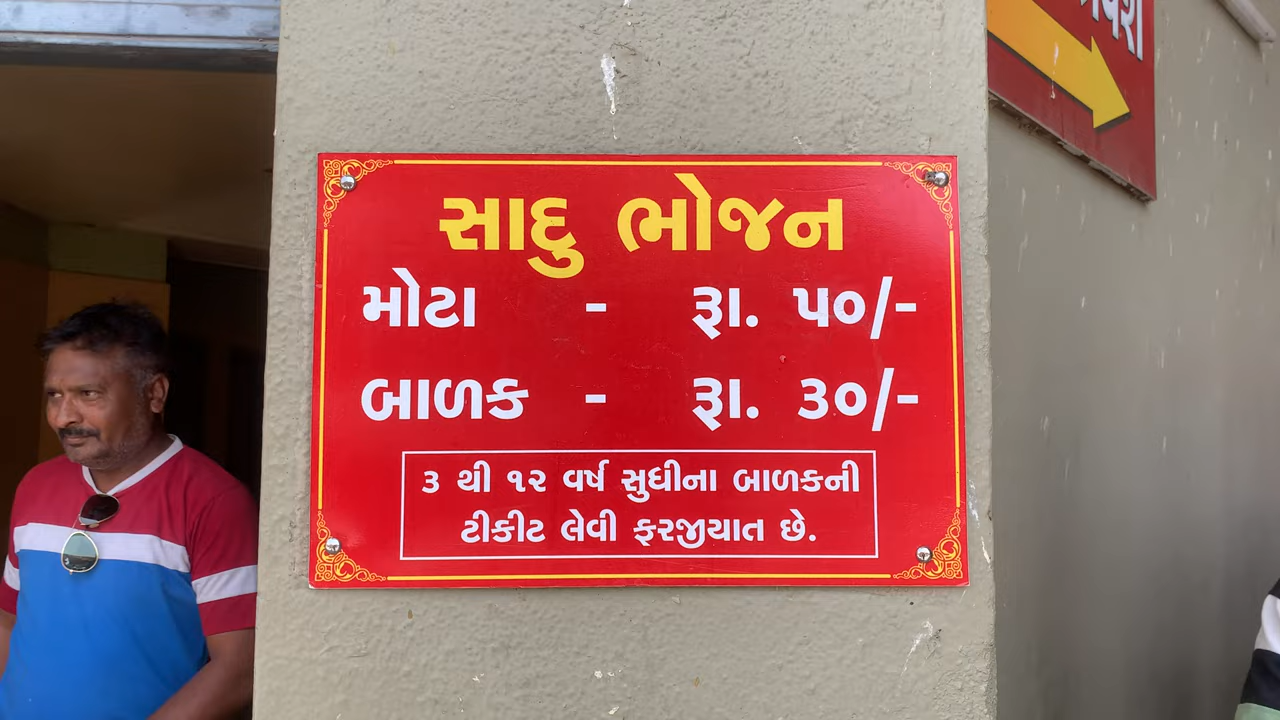 સાદુ ભોજન
મોટા - રૂા. ૫૦/-
બાળક - રૂા. ૩૦/-
૩ થી ૧૨ વર્ષ સુધીના બાળકની
ટીકીટ લેવી ફરજીયાત છે.